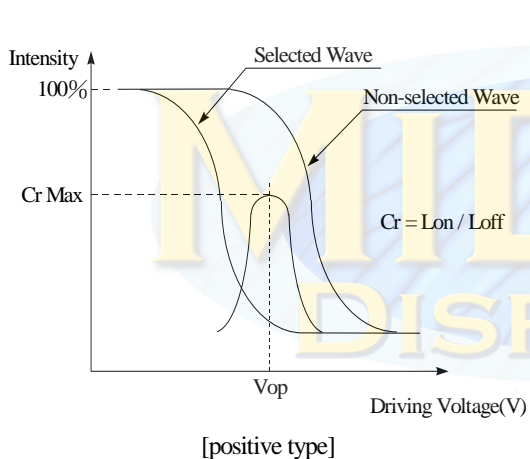 Intensity
Selected Wave
100%
Non-selected Wave
Cr Max
Cr = Lon / Loff
Vop
Driving Voltage(V)
[positive type]